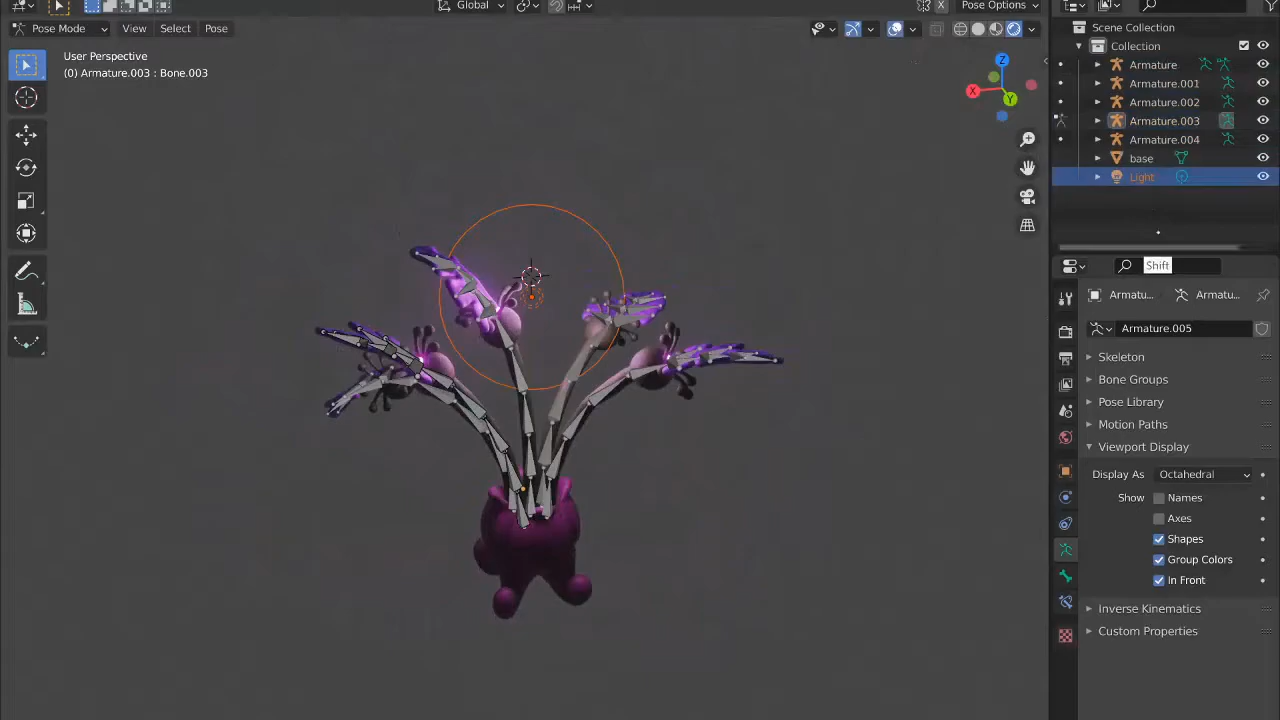 Global
Pose Options
Pose Mode
View
Select
Pose
User Perspective
(0) Armature.003 : Bone.003
Z
X
Y
Scene Collection
Collection
Armature
Armature.001
Armature.002
Armature.003
Armature.004
base
Light
Shift
Armatu...
Armatu...
Armature.005
Skeleton
Bone Groups
Pose Library
Motion Paths
Viewport Display
Display As
Octahedral
Show
Names
Axes
Shapes
Group Colors
In Front
Inverse Kinematics
Custom Properties